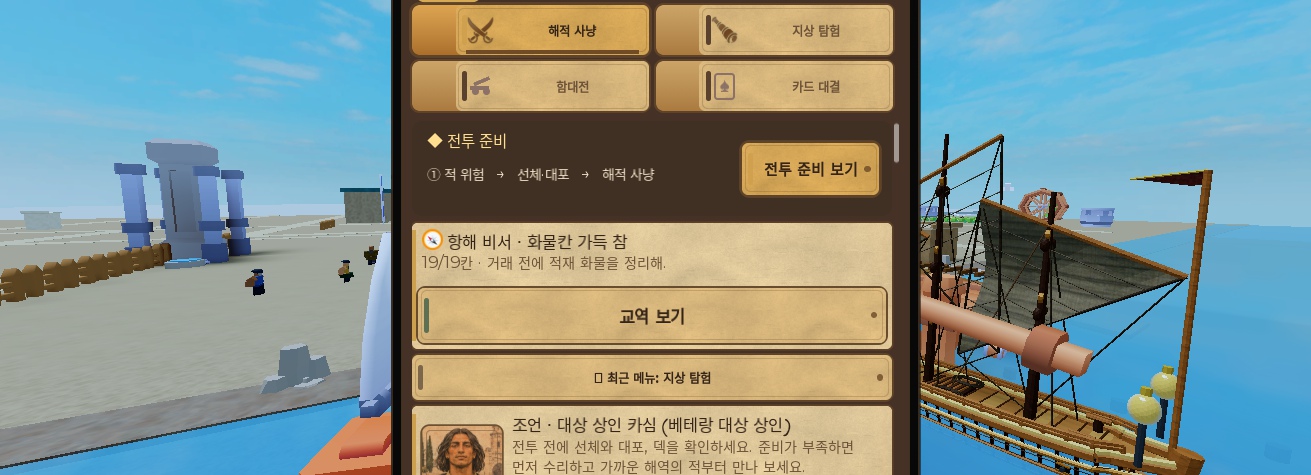 해적 사냥
지상 탐험
함대전
카드 대결
전투 준비
① 적 위험 → 선체·대포 → 해적 사냥
전투 준비 보기
항해 비서 · 화물칸 가득 참
19/19칸 · 거래 전에 적재 화물을 정리해.
교역 보기
최근 메뉴: 지상 탐험
조언 · 대상 상인 카심 (베테랑 대상 상인)
전투 전에 선체와 대포, 덱을 확인하세요. 준비가 부족하면
먼저 수리하고 가까운 해역의 적부터 만나 보세요.